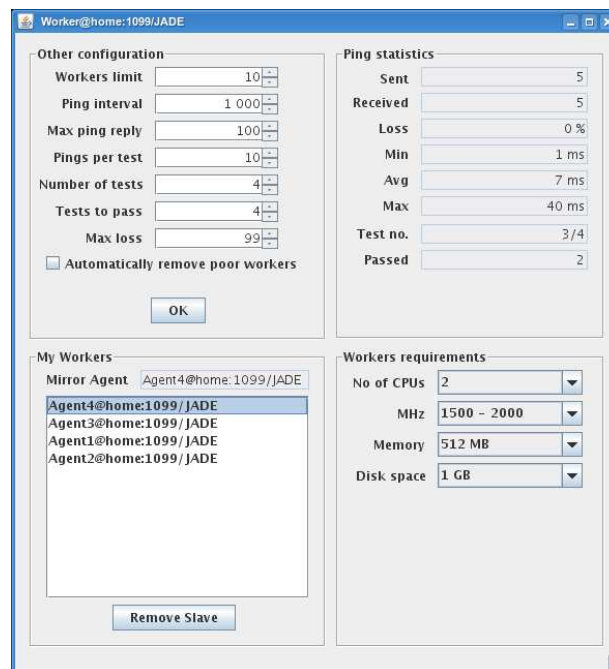 Worker@home:1099/JADE
Other configuration
Workers limit 10
Ping interval 1 000
Max ping reply 100
Pings per test 10
Number of tests 4
Tests to pass 4
Max loss 99
Automatically remove poor workers
OK
Ping statistics
Sent 5
Received 5
Loss 0 %
Min 1 ms
Avg 7 ms
Max 40 ms
Test no. 3/4
Passed 2
My Workers
Mirror Agent Agent4@home:1099/JADE
Agent4@home:1099/JADE
Agent3@home:1099/JADE
Agent1@home:1099/JADE
Agent2@home:1099/JADE
Remove Slave
Workers requirements
No of CPUs 2
MHz 1500 - 2000
Memory 512 MB
Disk space 1 GB